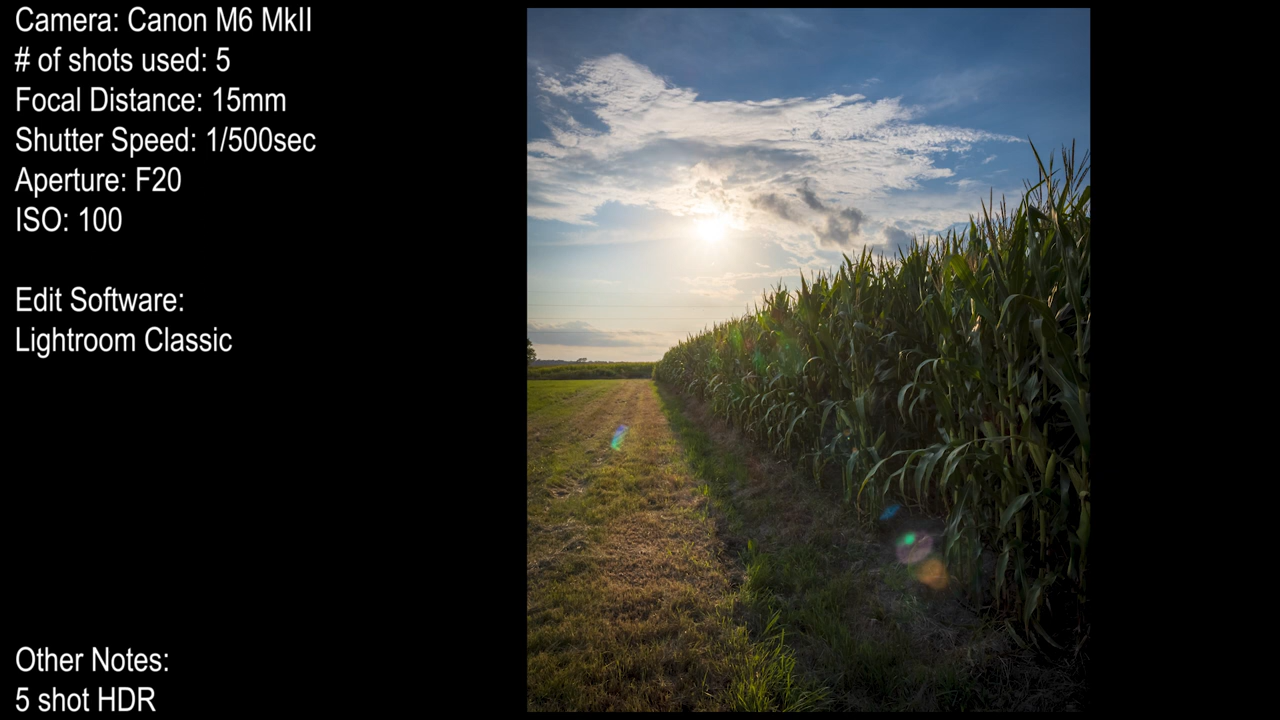 Camera: Canon M6 MkII
# of shots used: 5
Focal Distance: 15mm
Shutter Speed: 1/500sec
Aperture: F20
ISO: 100
Edit Software:
Lightroom Classic
Other Notes:
5 shot HDR